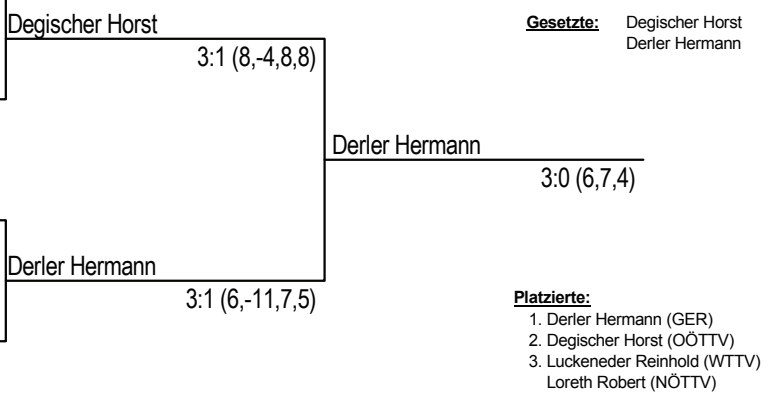 Degischer Horst
3:1 (8,-4,8,8)
Gesetzte: Degischer Horst
Derler Hermann
Derler Hermann
3:0 (6,7,4)
Derler Hermann
3:1 (6,-11,7,5)
Platzierte:
1. Derler Hermann (GER)
2. Degischer Horst (OÖTTV)
3. Luckeneder Reinhold (WTTV)
Loreth Robert (NÖTTV)